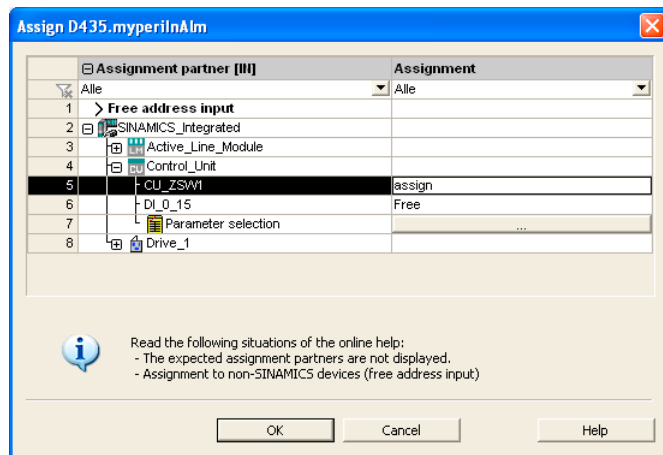 Assign D435.myperiInAlm
Assignment partner [IN] Assignment
Alle Alle
1 Free address input
2 SINAMICS_Integrated
3 Active_Line_Module
4 CU Control_Unit
5 CU_ZSW1 assign
6 DI_0_15 Free
7 Parameter selection ...
8 Drive_1
Read the following situations of the online help:
- The expected assignment partners are not displayed.
- Assignment to non-SINAMICS devices (free address input)
OK Cancel Help